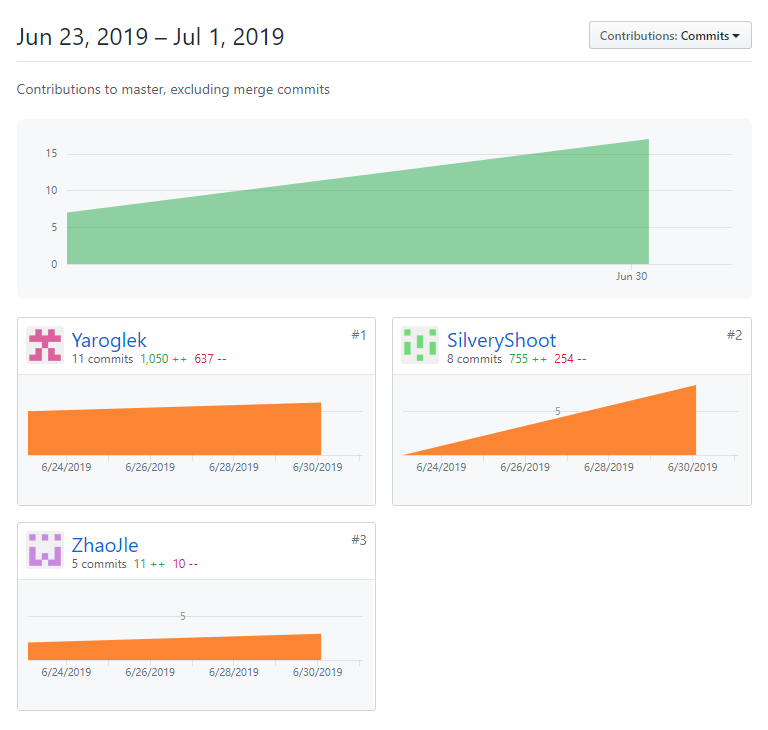 Jun 23, 2019 – Jul 1, 2019
Contributions: Commits
Contributions to master, excluding merge commits
15
10
5
0
Jun 30
Yaroglek
#1
11 commits 1,050 ++ 637 --
6/24/2019 6/26/2019 6/28/2019 6/30/2019
SilveryShoot
#2
8 commits 755 ++ 254 --
5
6/24/2019 6/26/2019 6/28/2019 6/30/2019
ZhaoJle
#3
5 commits 11 ++ 10 --
5
6/24/2019 6/26/2019 6/28/2019 6/30/2019